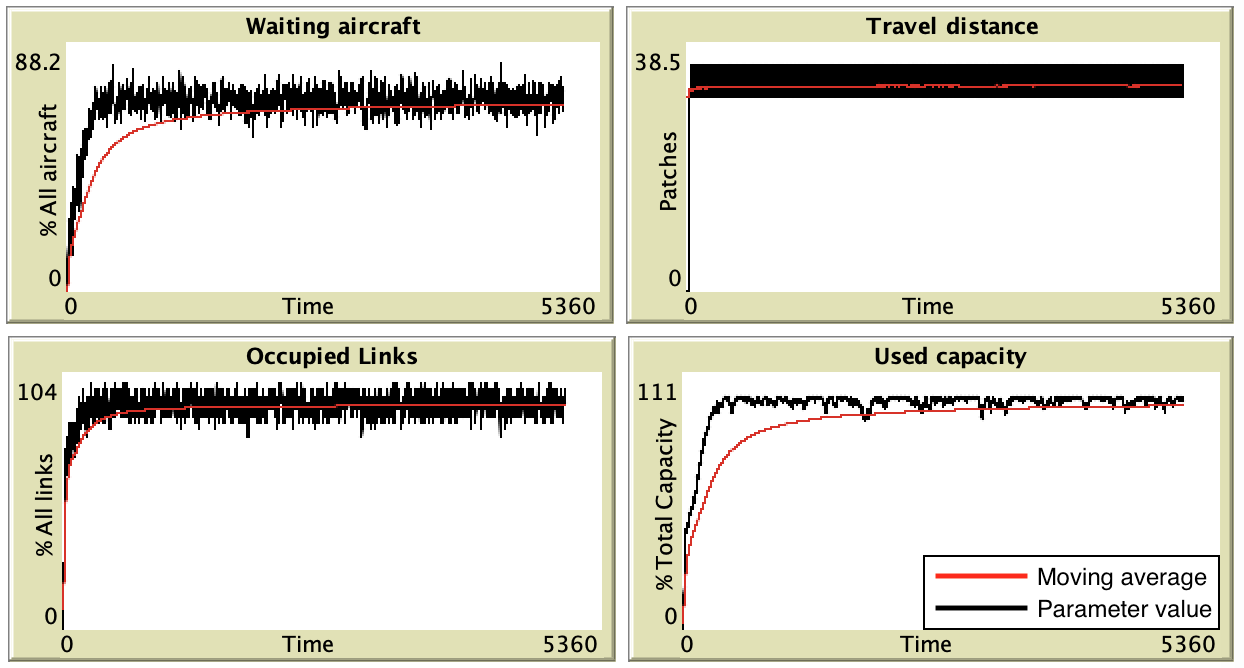 Waiting aircraft
88.2
% All aircraft
0
0 Time 5360
Travel distance
38.5
Patches
0
0 Time 5360
Occupied Links
104
% All links
0
0 Time 5360
Used capacity
111
% Total Capacity
0
0 Time 5360
Moving average
Parameter value